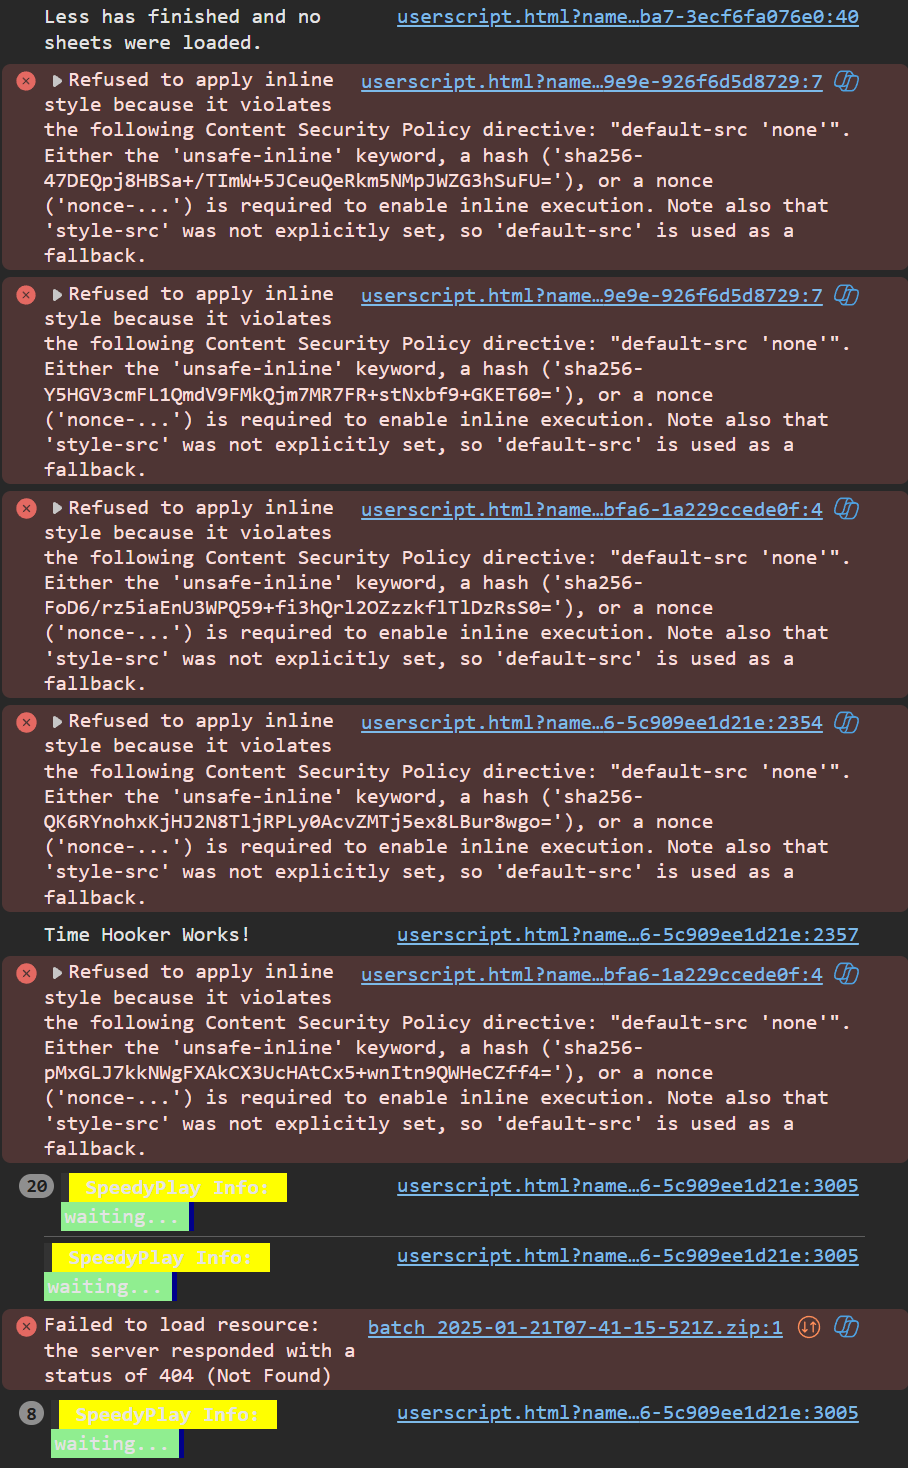 Less has finished and no userscript.html?name…ba7-3ecf6fa076e0:40
sheets were loaded.
Refused to apply inline userscript.html?name…9e9e-926f6d5d8729:7
style because it violates
the following Content Security Policy directive: "default-src 'none'".
Either the 'unsafe-inline' keyword, a hash ('sha256-
47DEQpj8HBSa+/TImW+5JCeuQeRkm5NMpJWZG3hSuFU='), or a nonce
('nonce-...') is required to enable inline execution. Note also that
'style-src' was not explicitly set, so 'default-src' is used as a
fallback.
Refused to apply inline userscript.html?name…9e9e-926f6d5d8729:7
style because it violates
the following Content Security Policy directive: "default-src 'none'".
Either the 'unsafe-inline' keyword, a hash ('sha256-
Y5HGV3cmFL1QmdV9FMkQjm7MR7FR+stNxbf9+GKET60='), or a nonce
('nonce-...') is required to enable inline execution. Note also that
'style-src' was not explicitly set, so 'default-src' is used as a
fallback.
Refused to apply inline userscript.html?name…bfa6-1a229ccede0f:4
style because it violates
the following Content Security Policy directive: "default-src 'none'".
Either the 'unsafe-inline' keyword, a hash ('sha256-
FoD6/rz5iaEnU3WPQ59+fi3hQrl2OZzzkflTlDzRsS0='), or a nonce
('nonce-...') is required to enable inline execution. Note also that
'style-src' was not explicitly set, so 'default-src' is used as a
fallback.
Refused to apply inline userscript.html?name…6-5c909ee1d21e:2354
style because it violates
the following Content Security Policy directive: "default-src 'none'".
Either the 'unsafe-inline' keyword, a hash ('sha256-
QK6RYnohxKjHJ2N8TljRPLy0AcvZMTj5ex8LBur8wgo='), or a nonce
('nonce-...') is required to enable inline execution. Note also that
'style-src' was not explicitly set, so 'default-src' is used as a
fallback.
Time Hooker Works! userscript.html?name…6-5c909ee1d21e:2357
Refused to apply inline userscript.html?name…bfa6-1a229ccede0f:4
style because it violates
the following Content Security Policy directive: "default-src 'none'".
Either the 'unsafe-inline' keyword, a hash ('sha256-
pMxGLJ7kkNWgFXAkCX3UcHAtCx5+wnItn9QWHeCZff4='), or a nonce
('nonce-...') is required to enable inline execution. Note also that
'style-src' was not explicitly set, so 'default-src' is used as a
fallback.
20 SpeedyPlay Info: userscript.html?name…6-5c909ee1d21e:3005
waiting...
SpeedyPlay Info: userscript.html?name…6-5c909ee1d21e:3005
waiting...
Failed to load resource: batch_2025-01-21T07-41-15-521Z.zip:1
the server responded with a
status of 404 (Not Found)
8 SpeedyPlay Info: userscript.html?name…6-5c909ee1d21e:3005
waiting...